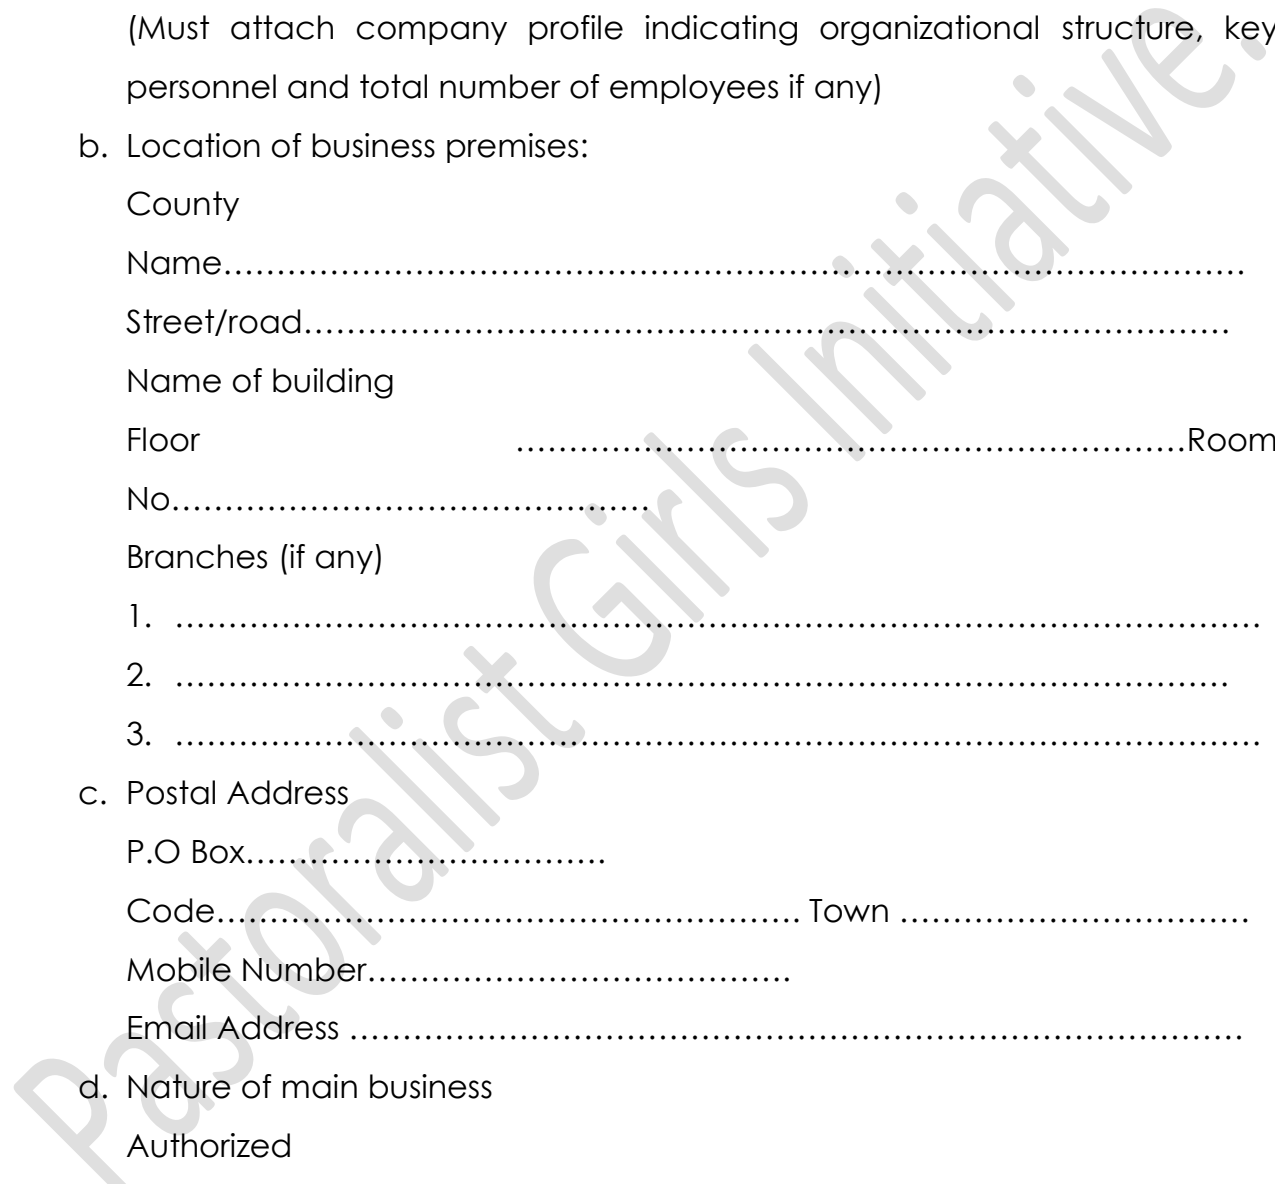 (Must attach company profile indicating organizational structure, key
personnel and total number of employees if any)
b. Location of business premises:
County
Name……………………………………………………………………………………
Street/road……………………………………………………………………………
Name of building
Floor ………………………………………………………Room
No………………………………………
Branches (if any)
1. …………………………………………………………………………………………
2. ………………………………………………………………………………………
3. …………………………………………………………………………………………
c. Postal Address
P.O Box…………………………….
Code………………………………………………. Town ……………………………
Mobile Number………………………………….
Email Address …………………………………………………………………………
d. Nature of main business
Authorized
Pastoralist Girls Initiative.